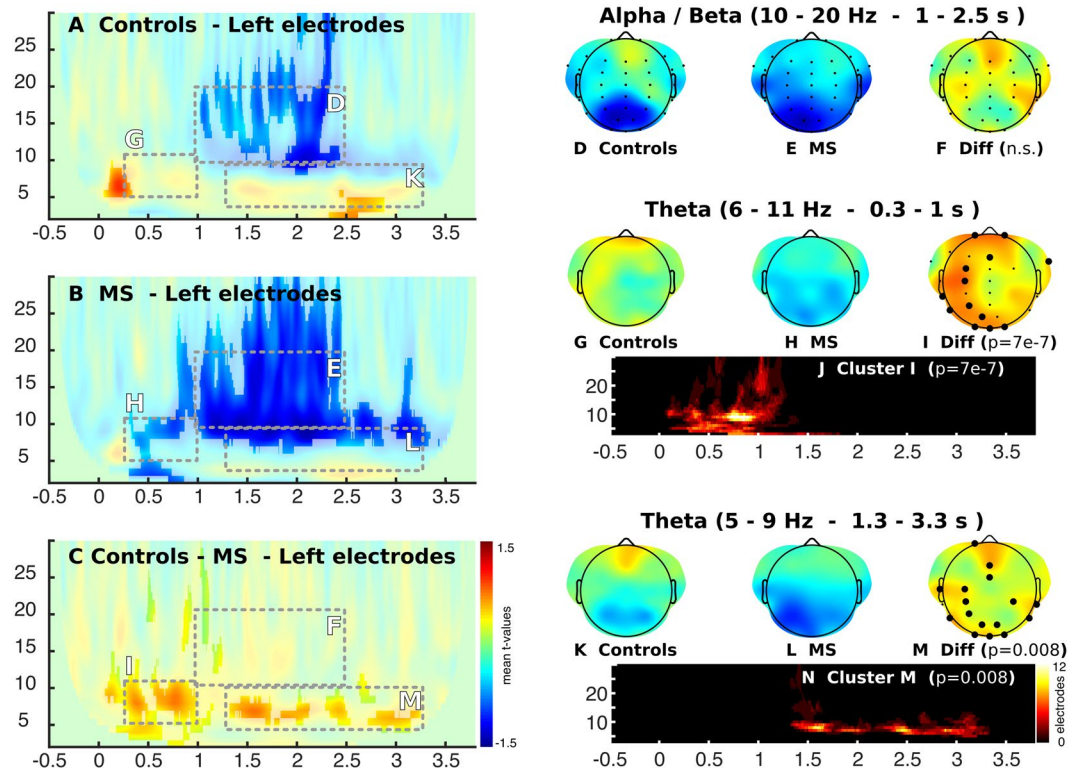 A Controls - Left electrodes
30
25
20
15
10
5
G
D
K
-0.5 0 0.5 1 1.5 2 2.5 3 3.5
B MS - Left electrodes
30
25
20
15
10
5
H
E
L
-0.5 0 0.5 1 1.5 2 2.5 3 3.5
C Controls - MS - Left electrodes
30
25
20
15
10
5
I
F
M
-0.5 0 0.5 1 1.5 2 2.5 3 3.5
1.5
mean t-values
-1.5
Alpha / Beta (10 - 20 Hz - 1 - 2.5 s )
D Controls E MS F Diff (n.s.)
Theta (6 - 11 Hz - 0.3 - 1 s )
G Controls H MS I Diff (p=7e-7)
J Cluster I (p=7e-7)
20
10
-0.5 0 0.5 1 1.5 2 2.5 3 3.5
Theta (5 - 9 Hz - 1.3 - 3.3 s )
K Controls L MS M Diff (p=0.008)
N Cluster M (p=0.008)
20
10
-0.5 0 0.5 1 1.5 2 2.5 3 3.5
12
electrodes
0